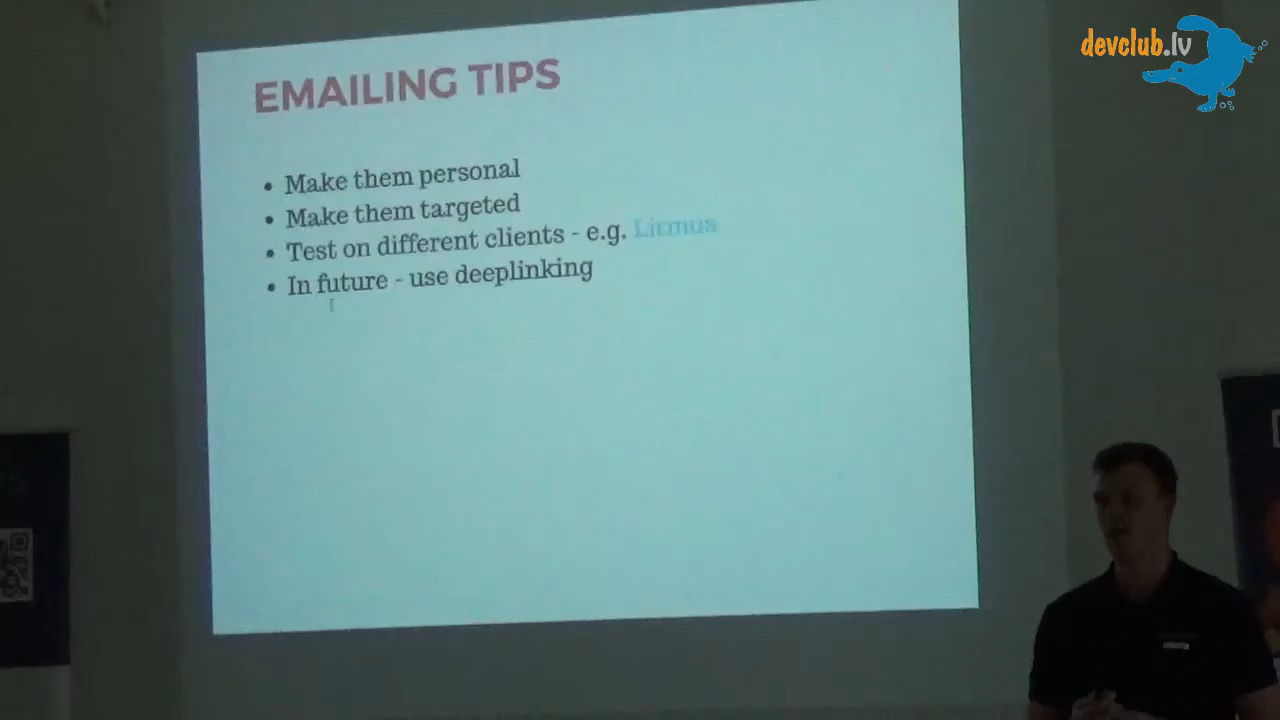 devclub.lv
EMAILING TIPS
• Make them personal
• Make them targeted
• Test on different clients - e.g. Litmus
• In future - use deeplinking